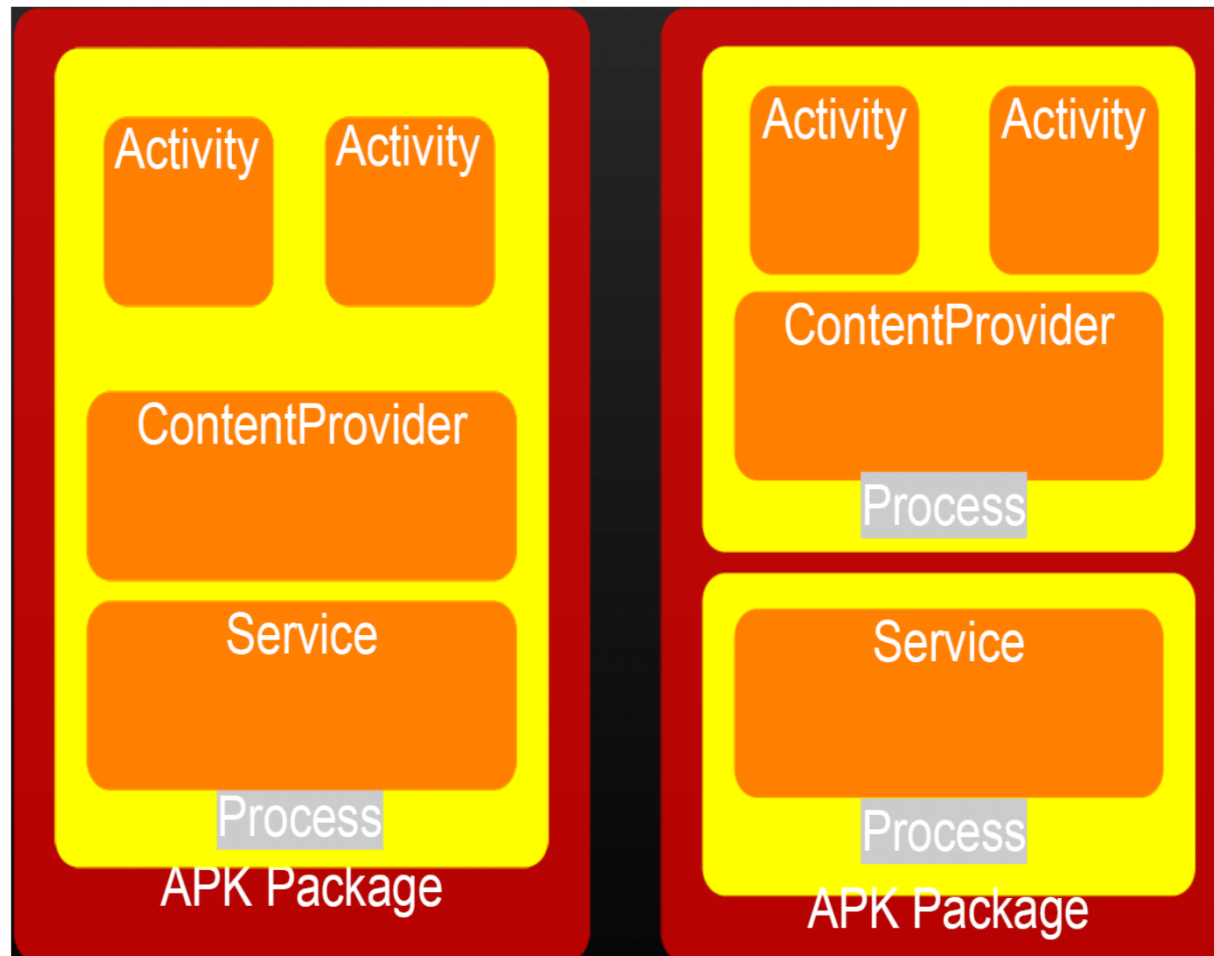 Activity
Activity
ContentProvider
Service
Process
APK Package
Activity
Activity
ContentProvider
Process
Service
Process
APK Package